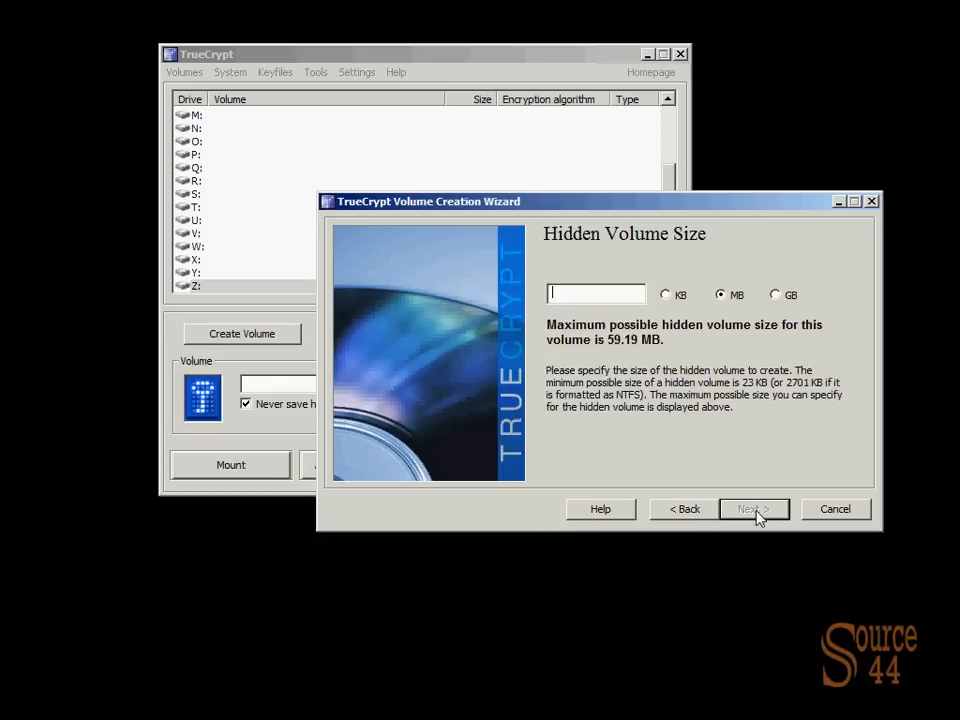 TrueCrypt
Volumes System Keyfiles Tools Settings Help Homepage
Drive Volume Size Encryption algorithm Type
M:
N:
O:
P:
Q:
R:
S:
T:
U:
V:
W:
X:
Y:
Z:
Create Volume
Volume
Never save h
Mount
TrueCrypt Volume Creation Wizard
TRUECRYPT
Hidden Volume Size
KB MB GB
Maximum possible hidden volume size for this
volume is 59.19 MB.
Please specify the size of the hidden volume to create. The
minimum possible size of a hidden volume is 23 KB (or 2701 KB if it
is formatted as NTFS). The maximum possible size you can specify
for the hidden volume is displayed above.
Help < Back Next > Cancel
Source
44